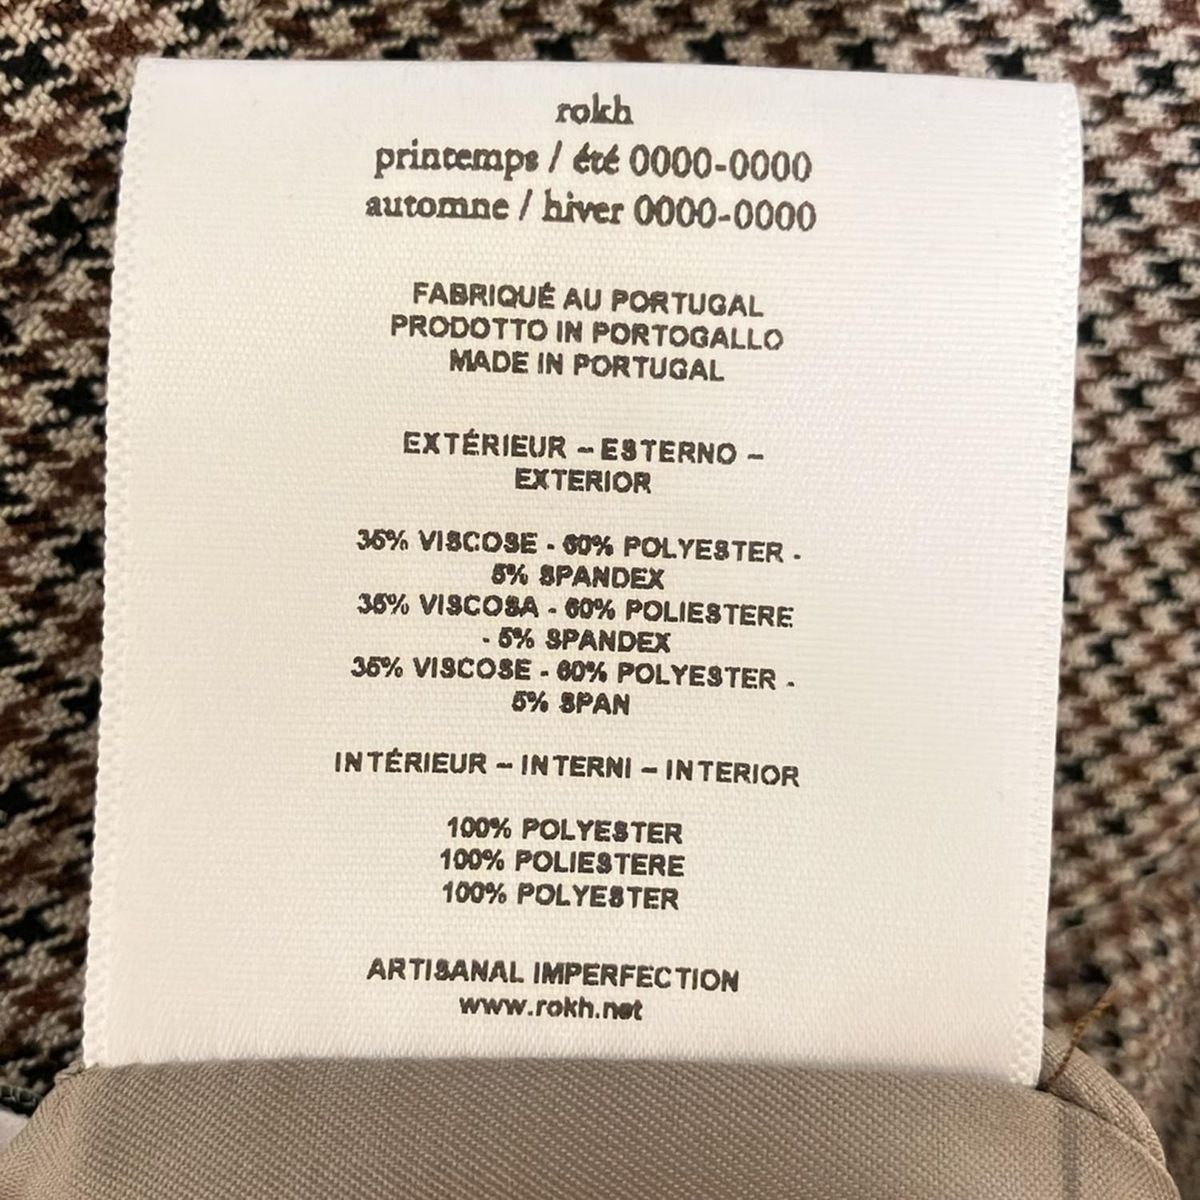 rokh
printemps / été 0000-0000
automne / hiver 0000-0000
FABRIQUÉ AU PORTUGAL
PRODOTTO IN PORTOGALLO
MADE IN PORTUGAL
EXTÉRIEUR – ESTERNO –
EXTERIOR
35% VISCOSE - 60% POLYESTER -
5% SPANDEX
35% VISCOSA - 60% POLIESTERE
- 5% SPANDEX
35% VISCOSE - 60% POLYESTER -
5% SPAN
INTÉRIEUR – INTERNI – INTERIOR
100% POLYESTER
100% POLIESTERE
100% POLYESTER
ARTISANAL IMPERFECTION
www.rokh.net